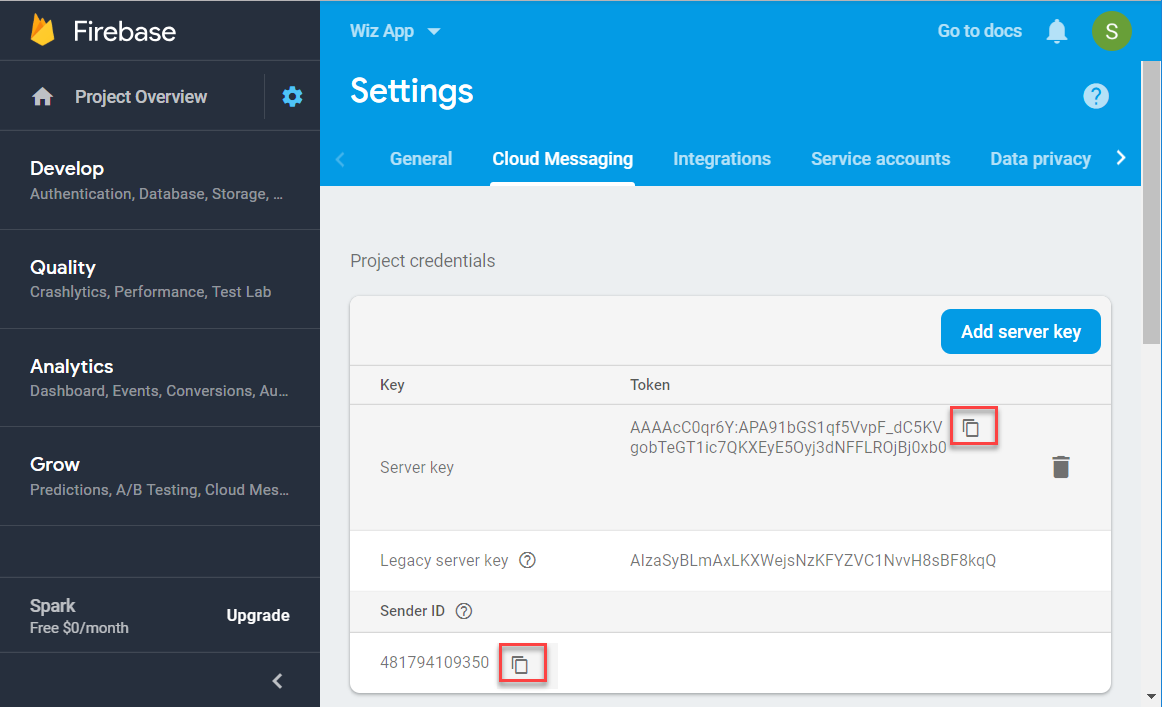 Firebase
Wiz App
Go to docs
S
Project Overview
Settings
?
General
Cloud Messaging
Integrations
Service accounts
Data privacy
Develop
Authentication, Database, Storage, ...
Quality
Crashlytics, Performance, Test Lab
Analytics
Dashboard, Events, Conversions, Au...
Grow
Predictions, A/B Testing, Cloud Mes...
Spark
Free $0/month
Upgrade
Project credentials
Add server key
Key
Token
Server key
AAAAcC0qr6Y:APA91bGS1qf5VvpF_dC5KV
gobTeGT1ic7QKXEyE5Oyj3dNFFLROjBj0xb0
Legacy server key ?
AIzaSyBLmAxLKXWejsNzKFYZVC1NvvH8sBF8kqQ
Sender ID ?
481794109350